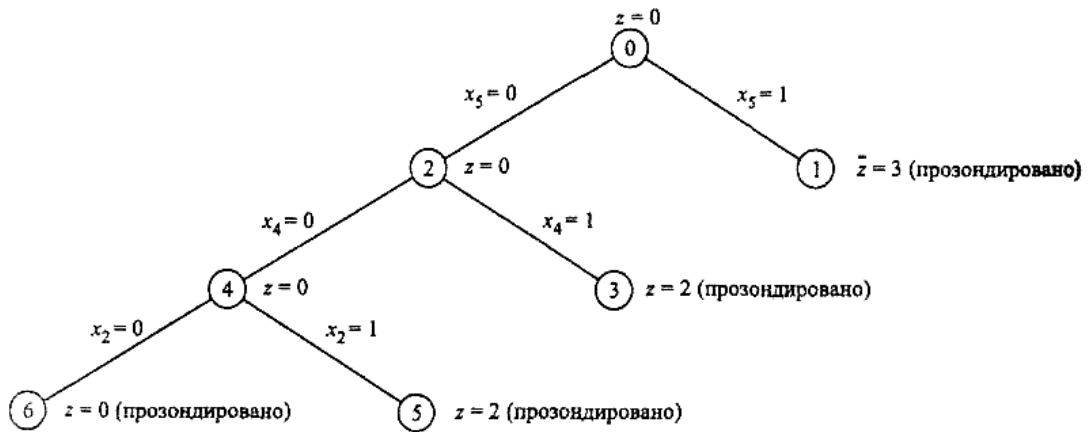 z = 0
0
x₅ = 0
x₅ = 1
2
z = 0
1
z̄ = 3 (прозондировано)
x₄ = 0
x₄ = 1
4
z = 0
3
z = 2 (прозондировано)
x₂ = 0
x₂ = 1
6
z = 0 (прозондировано)
5
z = 2 (прозондировано)